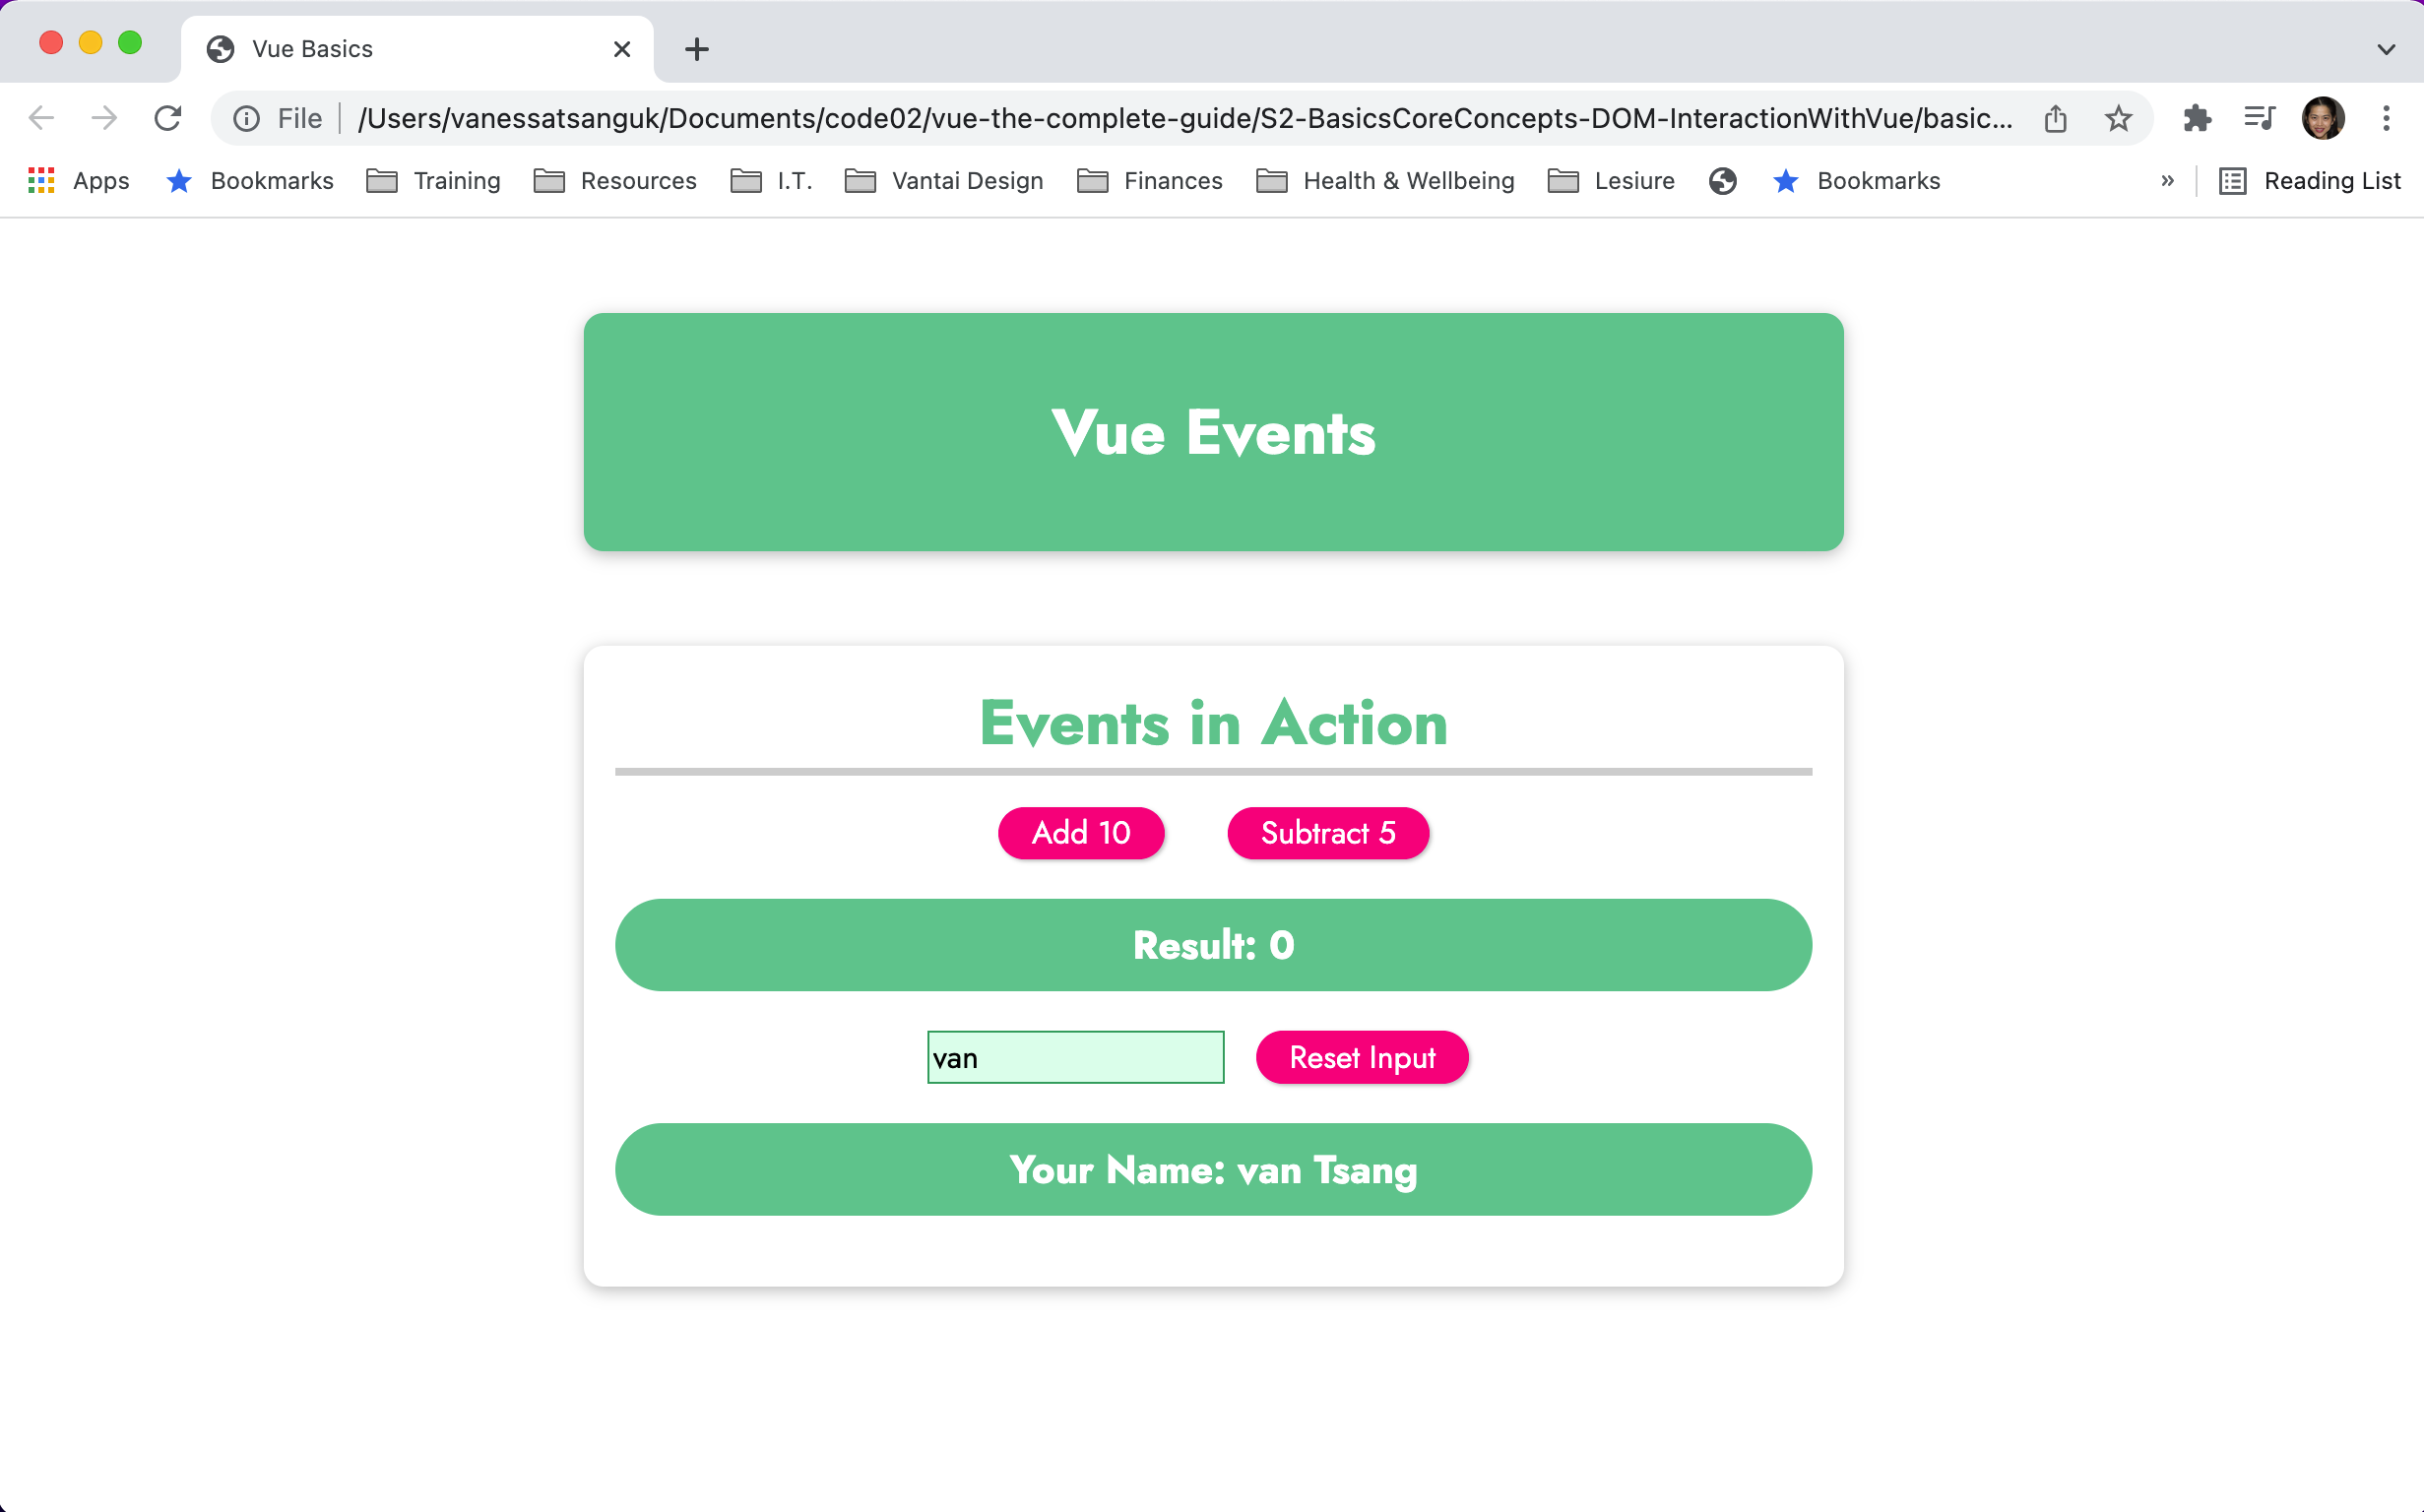 Vue Basics
File /Users/vanessatsanguk/Documents/code02/vue-the-complete-guide/S2-BasicsCoreConcepts-DOM-InteractionWithVue/basic...
Apps Bookmarks Training Resources I.T. Vantai Design Finances Health & Wellbeing Lesiure Bookmarks » Reading List
Vue Events
Events in Action
Add 10 Subtract 5
Result: 0
van Reset Input
Your Name: van Tsang